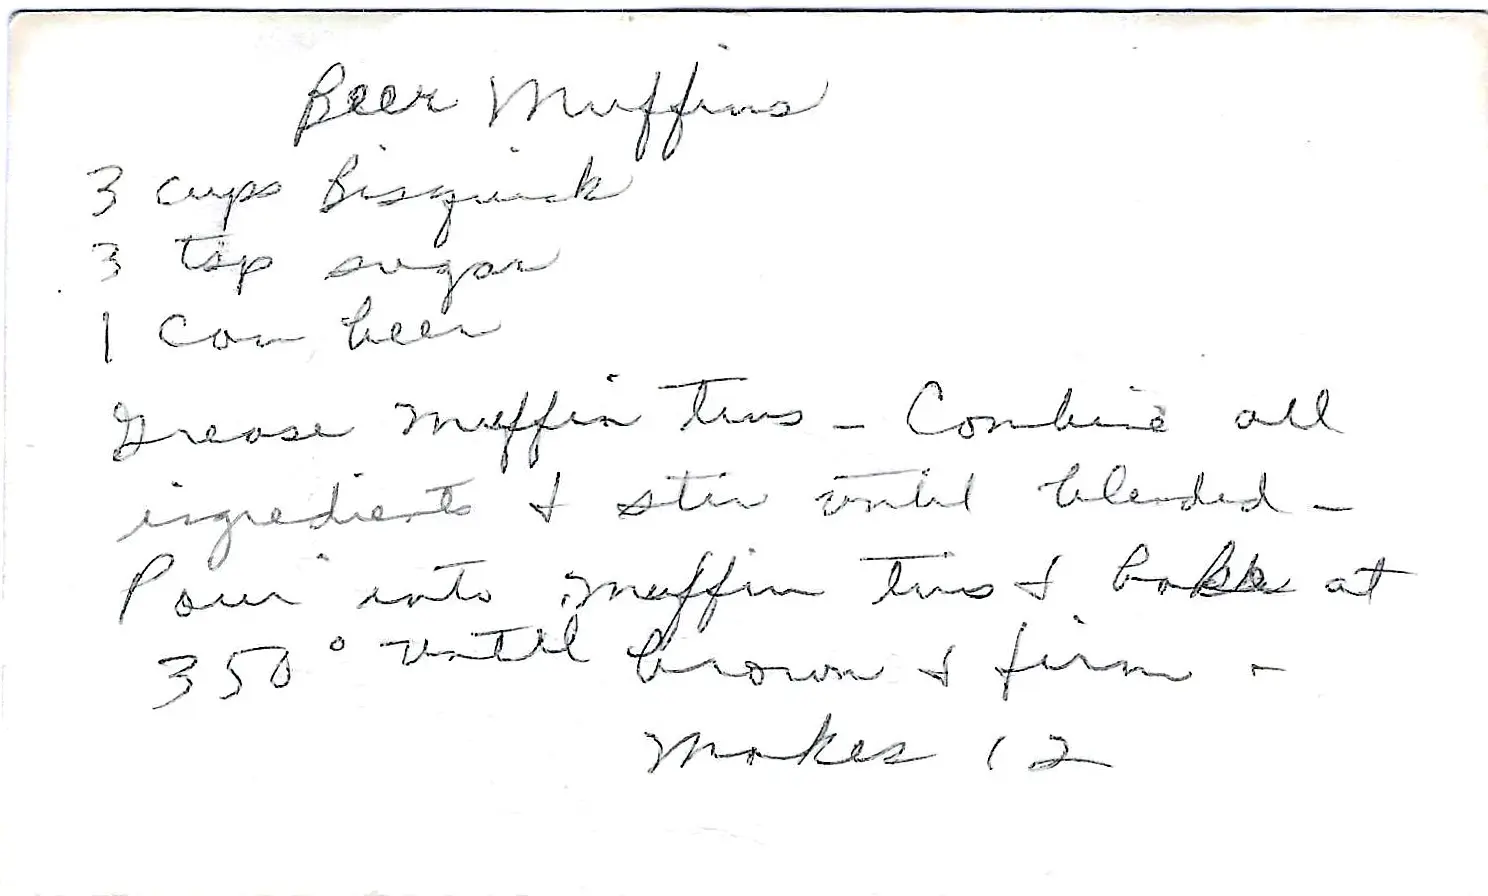 Beer Muffins
3 cups Bisquick
3 tsp sugar
1 can beer
Grease muffin tins - Combine all
ingredients & stir until blended -
Pour into muffin tins & bake at
350° until brown & firm -
Makes 12